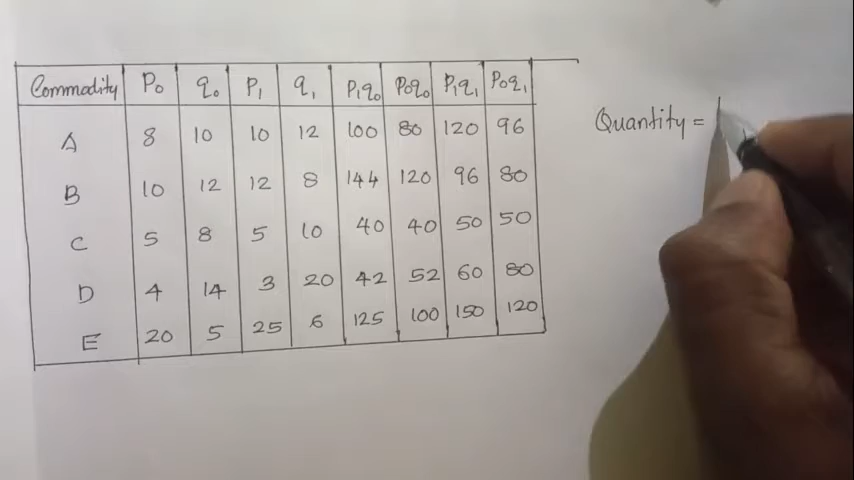 Commodity P₀ q₀ P₁ q₁ P₁q₀ P₀q₀ P₁q₁ P₀q₁
A 8 10 10 12 100 80 120 96
B 10 12 12 8 144 120 96 80
C 5 8 5 10 40 40 50 50
D 4 14 3 20 42 52 60 80
E 20 5 25 6 125 100 150 120
Quantity =